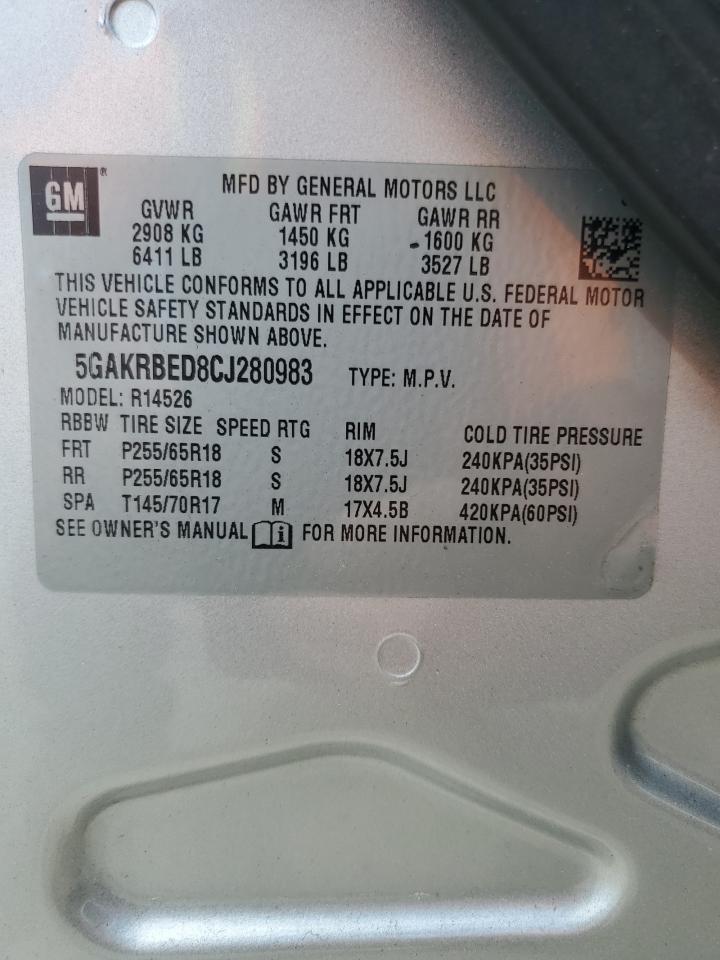 GM ® MFD BY GENERAL MOTORS LLC
GVWR GAWR FRT GAWR RR
2908 KG 1450 KG 1600 KG
6411 LB 3196 LB 3527 LB
THIS VEHICLE CONFORMS TO ALL APPLICABLE U.S. FEDERAL MOTOR
VEHICLE SAFETY STANDARDS IN EFFECT ON THE DATE OF
MANUFACTURE SHOWN ABOVE.
5GAKRBED8CJ280983 TYPE: M.P.V.
MODEL: R14526
RBBW TIRE SIZE SPEED RTG RIM COLD TIRE PRESSURE
FRT P255/65R18 S 18X7.5J 240KPA(35PSI)
RR P255/65R18 S 18X7.5J 240KPA(35PSI)
SPA T145/70R17 M 17X4.5B 420KPA(60PSI)
SEE OWNER'S MANUAL i FOR MORE INFORMATION.